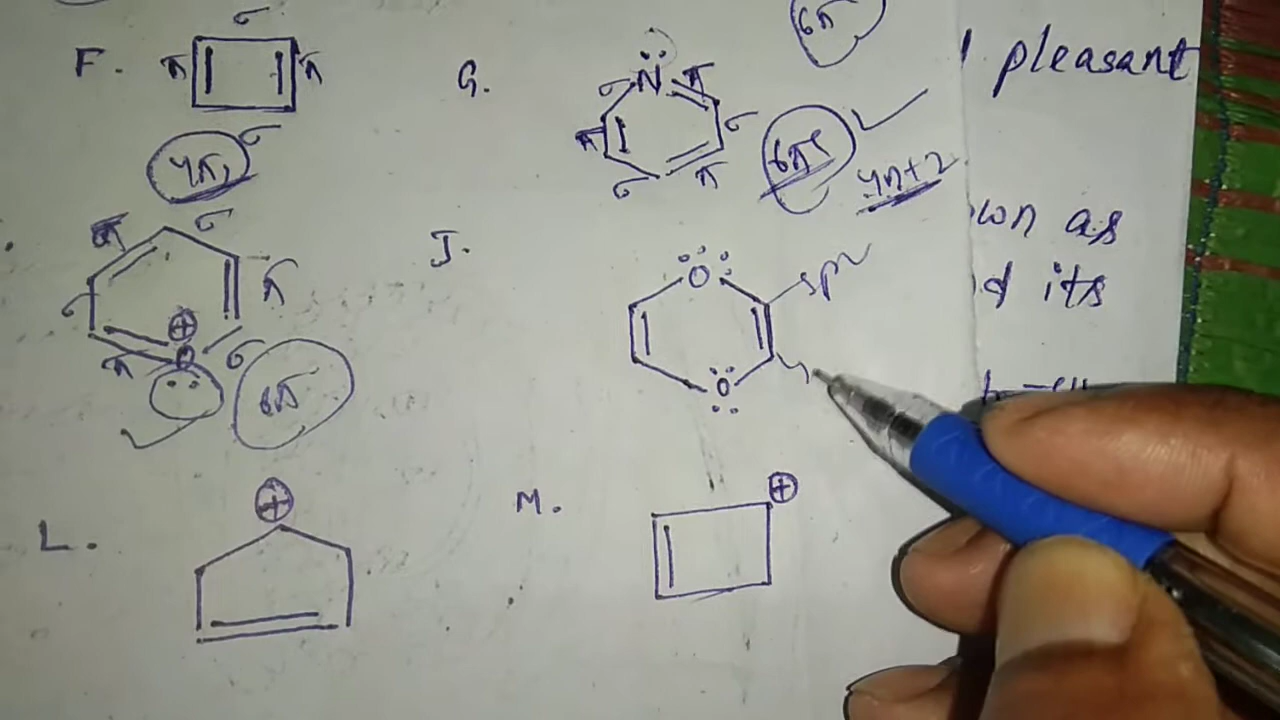 σ
F. π π
σ
4π
σ
G. σ N π
π σ
σ π
6π
4n+2
6π
pleasant
own as
d its
π σ
σ π
⊕
π O σ
6π
J.
O sp²
O
L. ⊕
M. ⊕